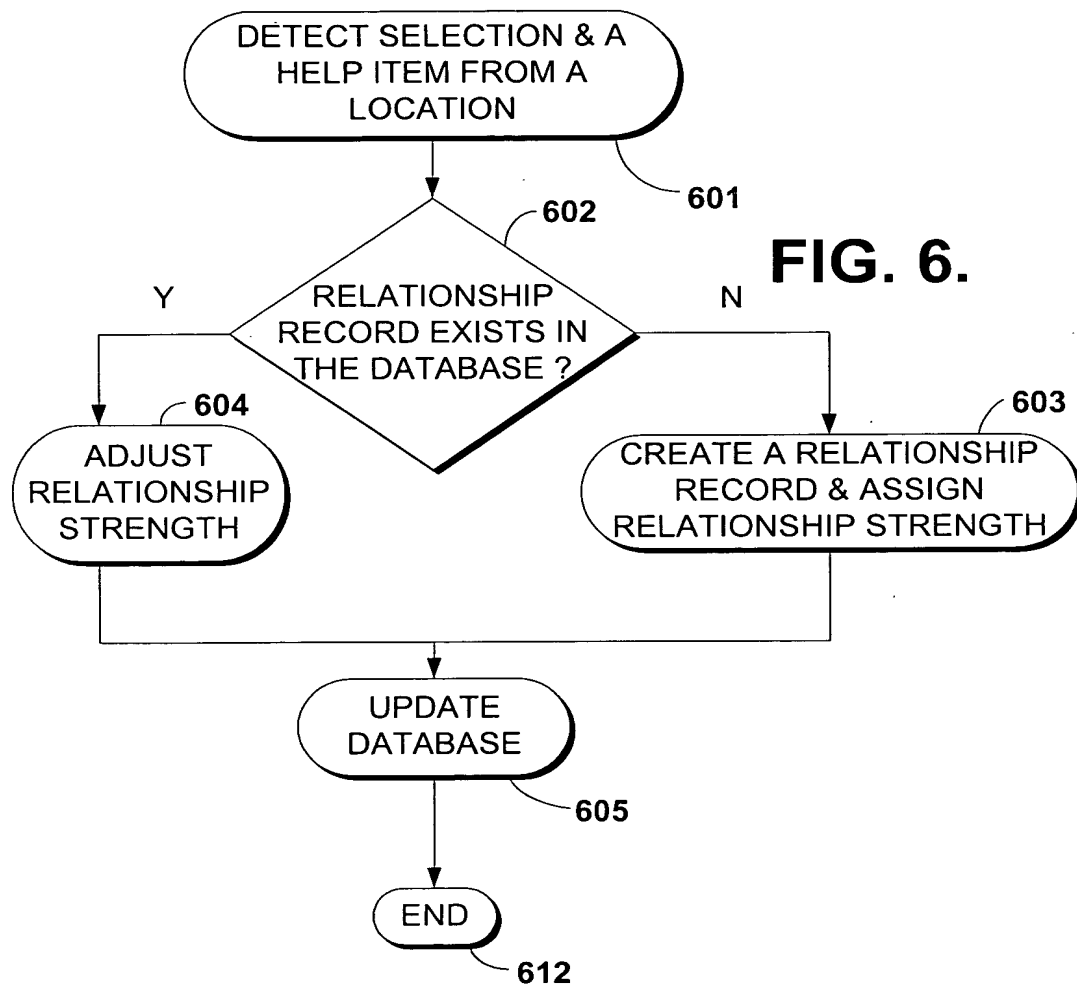 DETECT SELECTION & A
HELP ITEM FROM A
LOCATION
601
602
FIG. 6.
Y
N
RELATIONSHIP
RECORD EXISTS IN
THE DATABASE ?
604
603
ADJUST
RELATIONSHIP
STRENGTH
CREATE A RELATIONSHIP
RECORD & ASSIGN
RELATIONSHIP STRENGTH
UPDATE
DATABASE
605
END
612